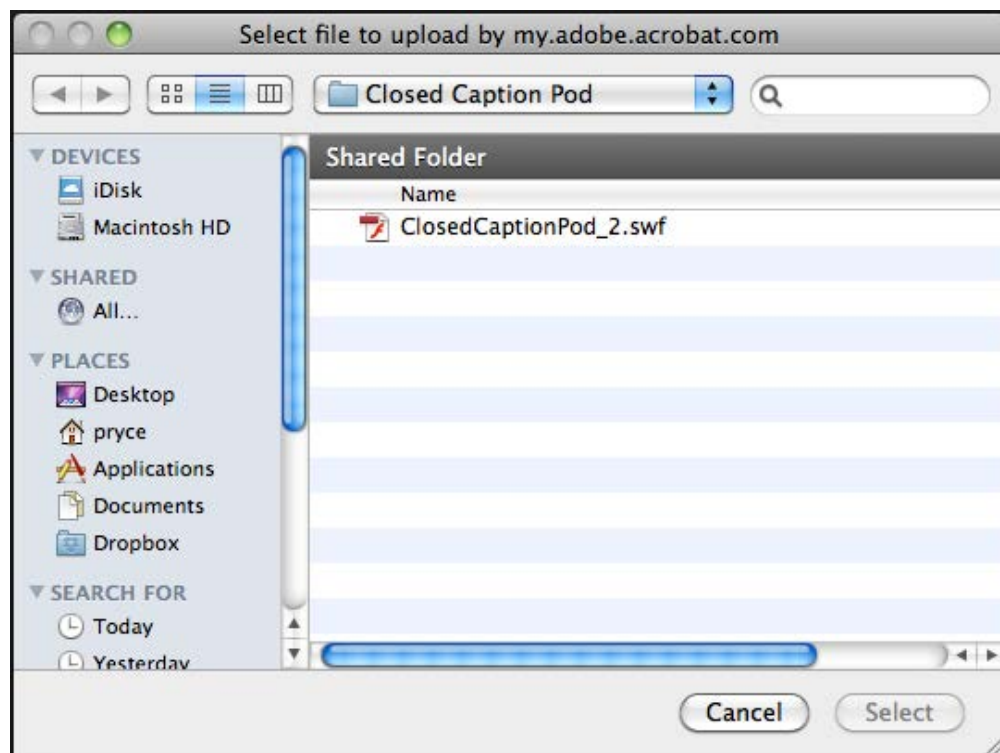 Select file to upload by my.adobe.acrobat.com
Closed Caption Pod
DEVICES
iDisk
Macintosh HD
SHARED
All...
PLACES
Desktop
pryce
Applications
Documents
Dropbox
SEARCH FOR
Today
Yesterday
Shared Folder
Name
ClosedCaptionPod_2.swf
Cancel Select